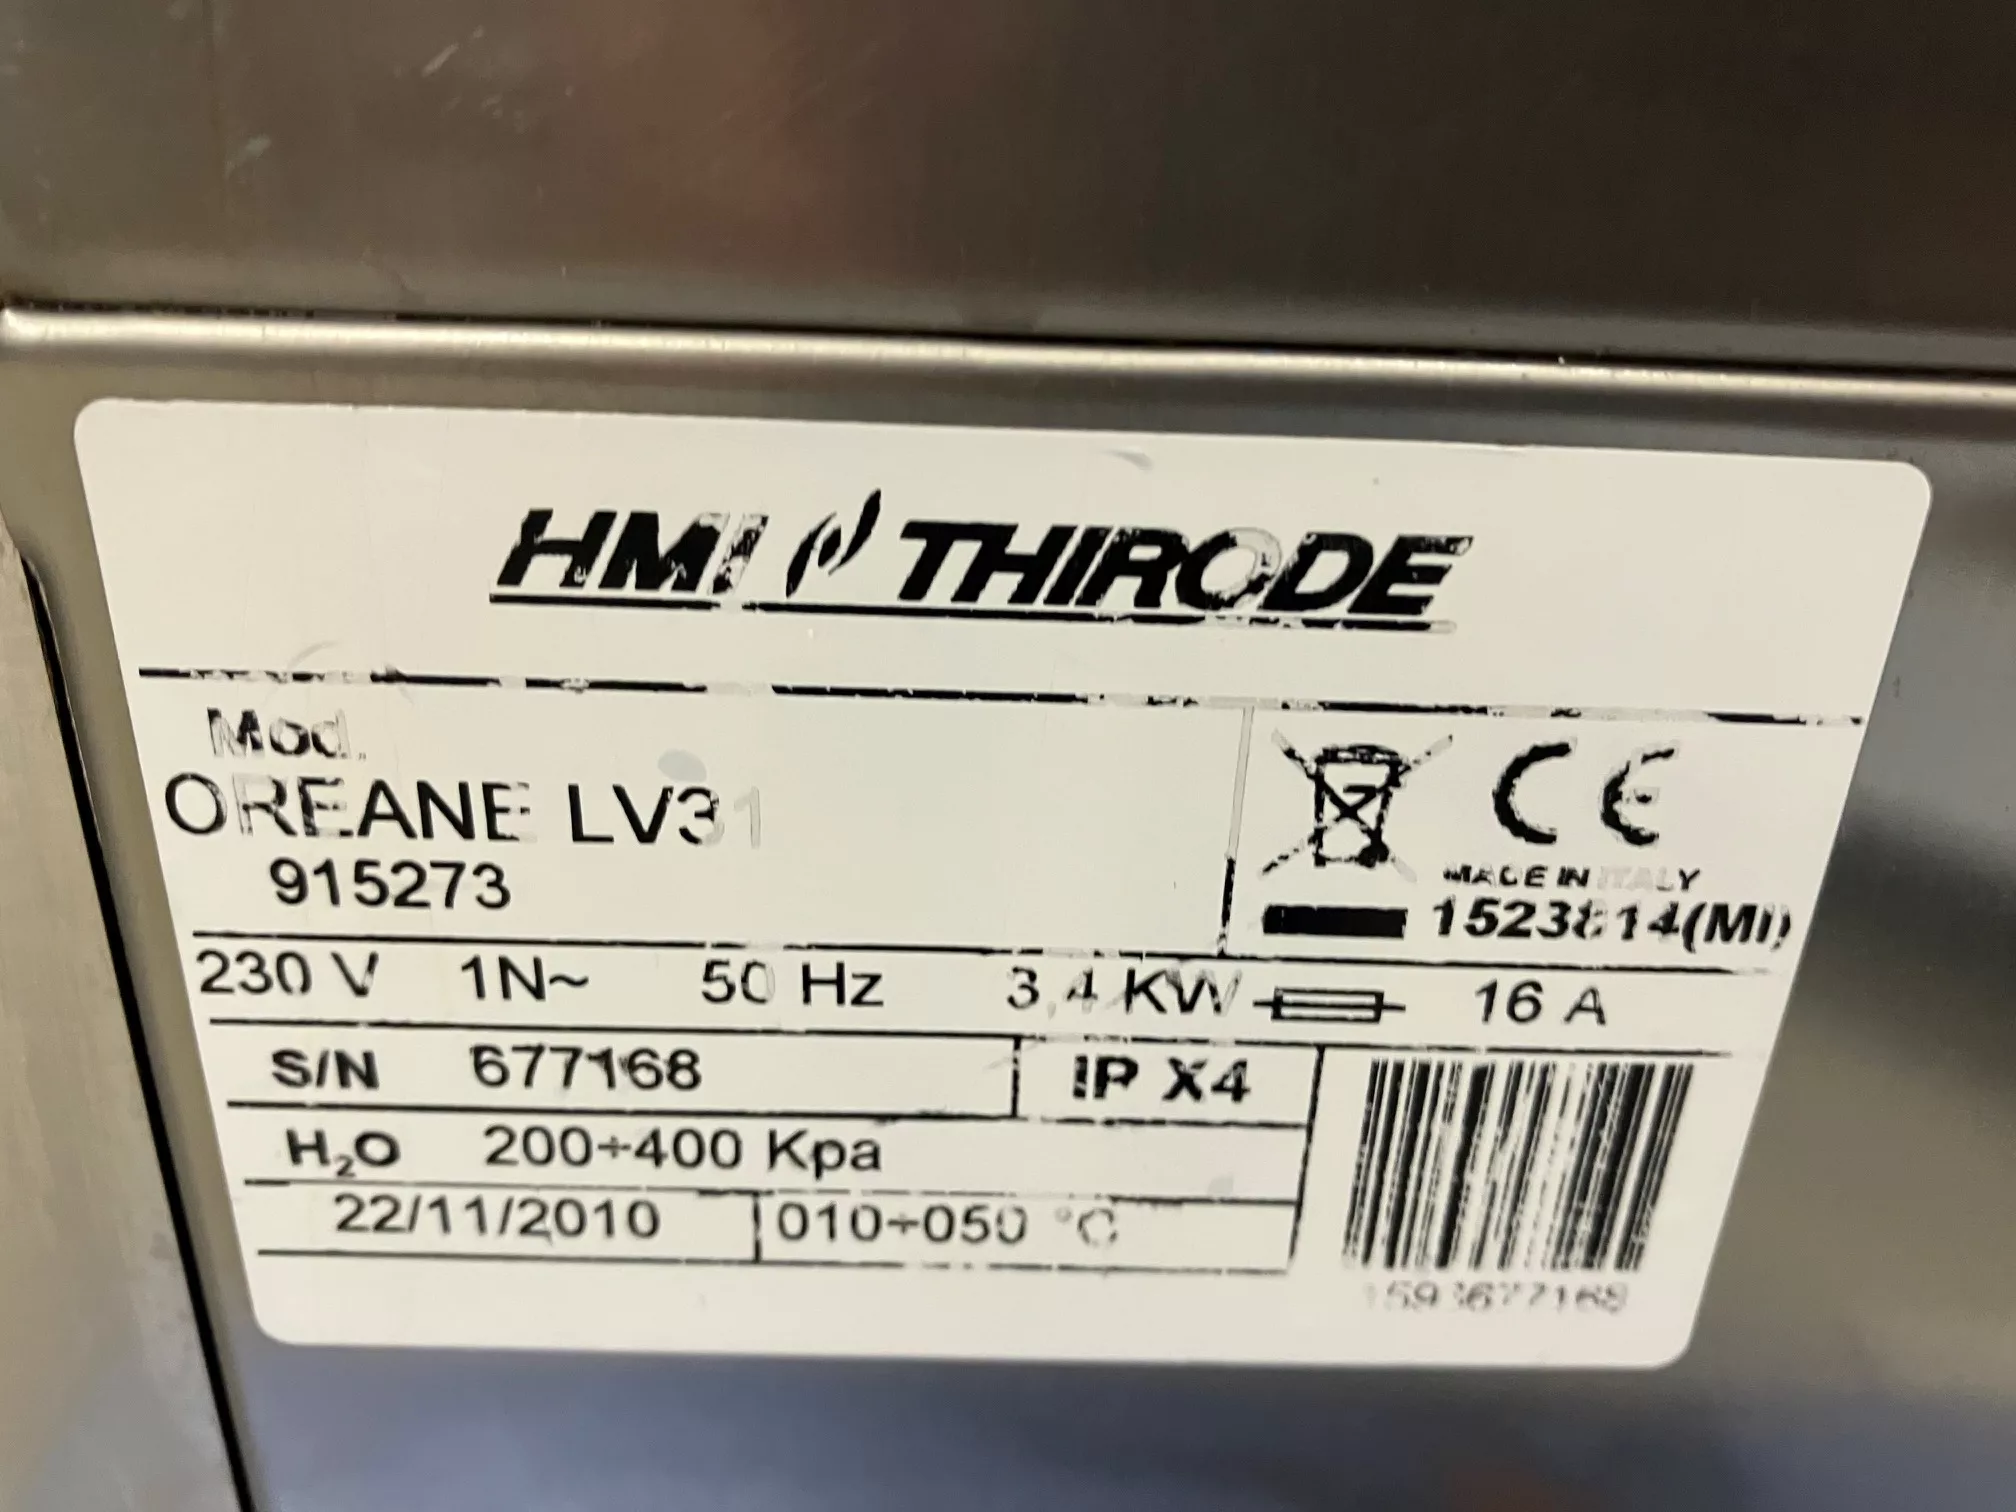 HMI THIRODE
Mod.
OREANE LV31
915273
CE
MADE IN ITALY
1523814(MI)
230 V 1N~ 50 Hz 3,4 KW 16 A
S/N 677168 IP X4
H₂O 200÷400 Kpa
22/11/2010 010÷050 °C